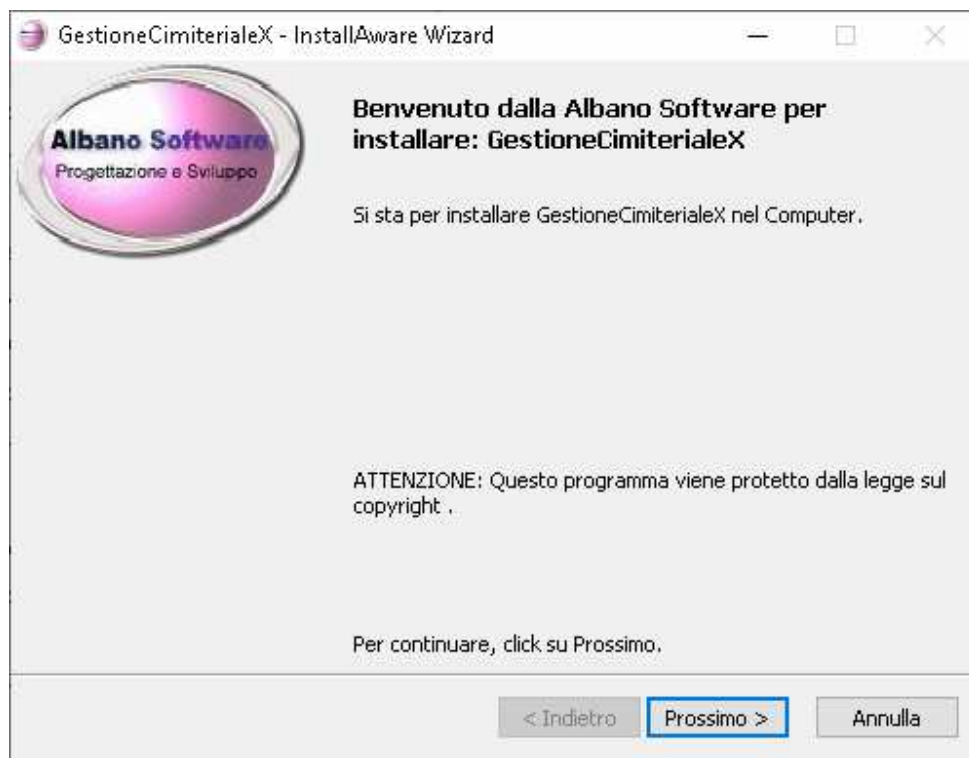 GestioneCimiterialeX - InstallAware Wizard
Albano Software
Progettazione e Sviluppo
Benvenuto dalla Albano Software per
installare: GestioneCimiterialeX
Si sta per installare GestioneCimiterialeX nel Computer.
ATTENZIONE: Questo programma viene protetto dalla legge sul
copyright .
Per continuare, click su Prossimo.
< Indietro
Prossimo >
Annulla